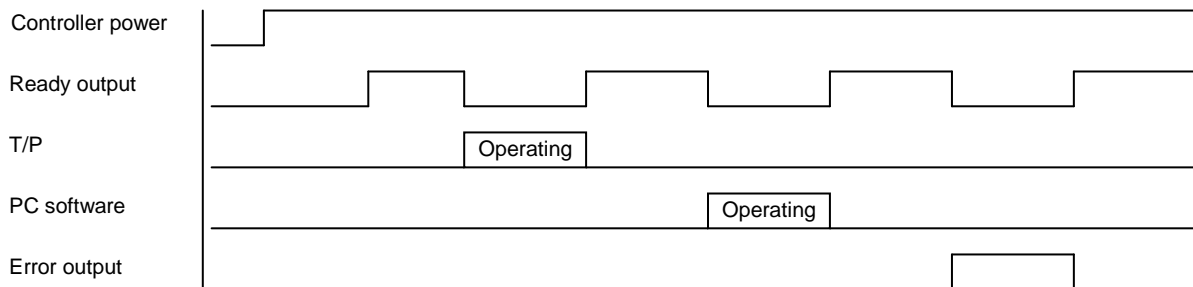 Controller power
Ready output
T/P
Operating
PC software
Operating
Error output